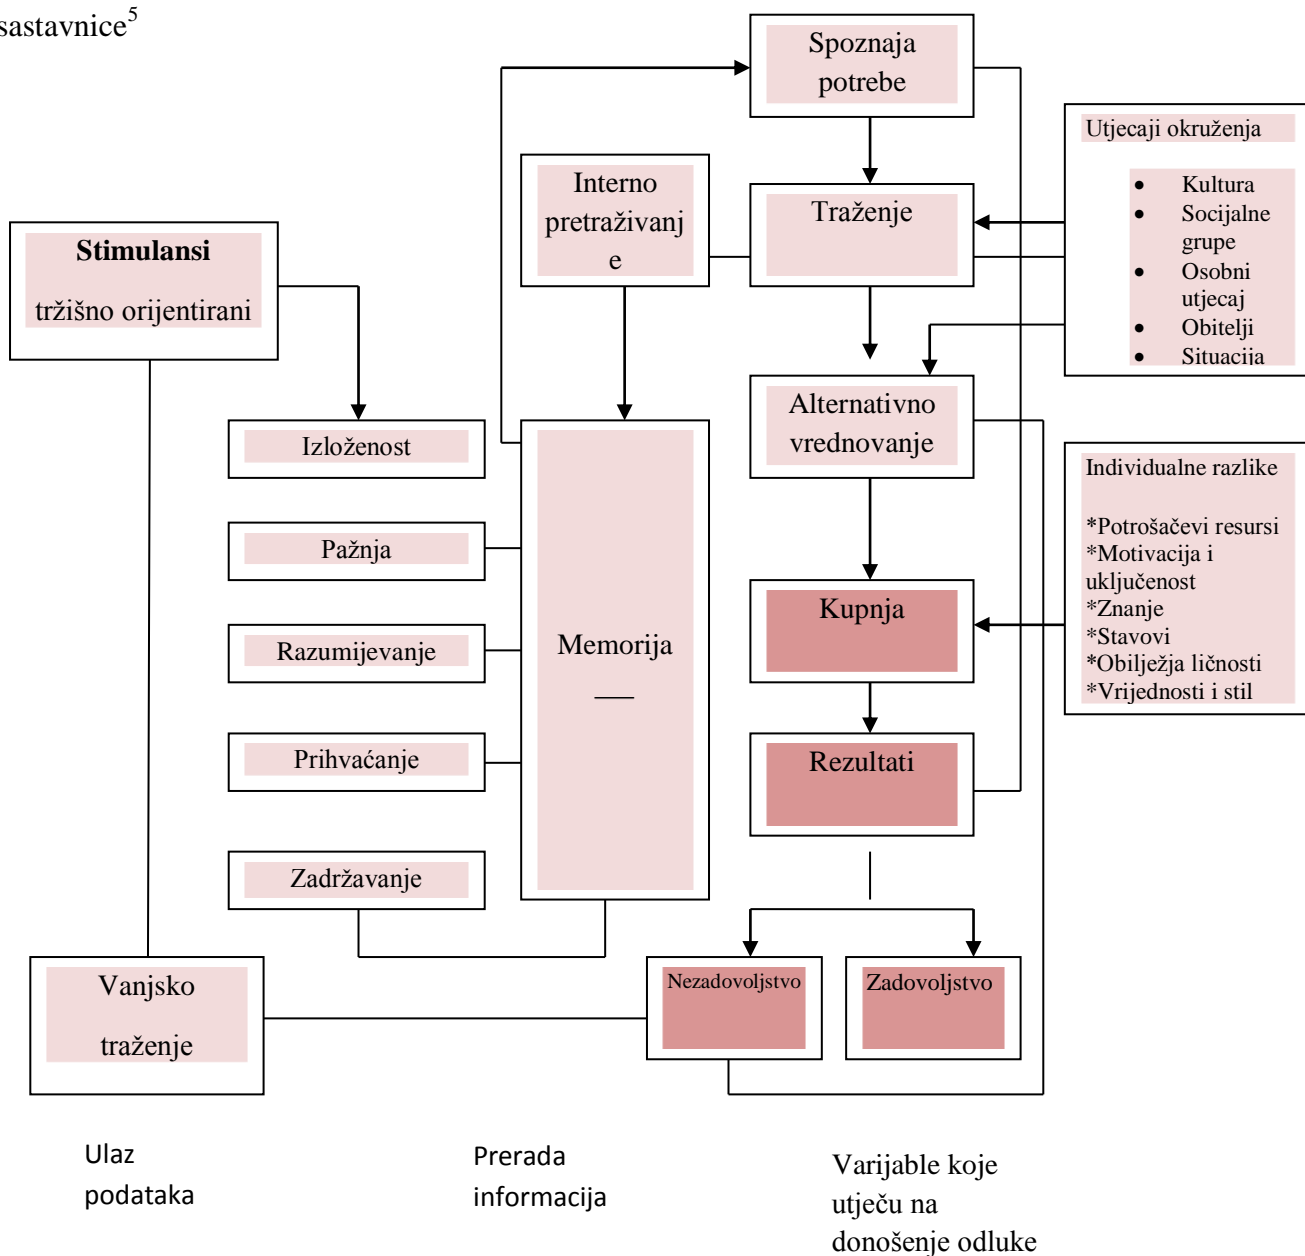 sastavnice5
Spoznaja
potrebe
Utjecaji okruženja
• Kultura
• Socijalne
grupe
• Osobni
utjecaj
• Obitelji
• Situacija
Interno
pretraživanj
e
Traženje
Stimulansi
tržišno orijentirani
Alternativno
vrednovanje
Izloženost
Pažnja
Razumijevanje
Prihvaćanje
Zadržavanje
Memorija
Individualne razlike
*Potrošačevi resursi
*Motivacija i
uključenost
*Znanje
*Stavovi
*Obilježja ličnosti
*Vrijednosti i stil
Kupnja
Rezultati
Nezadovoljstvo
Zadovoljstvo
Vanjsko
traženje
Ulaz
podataka
Prerada
informacija
Varijable koje
utječu na
donošenje odluke